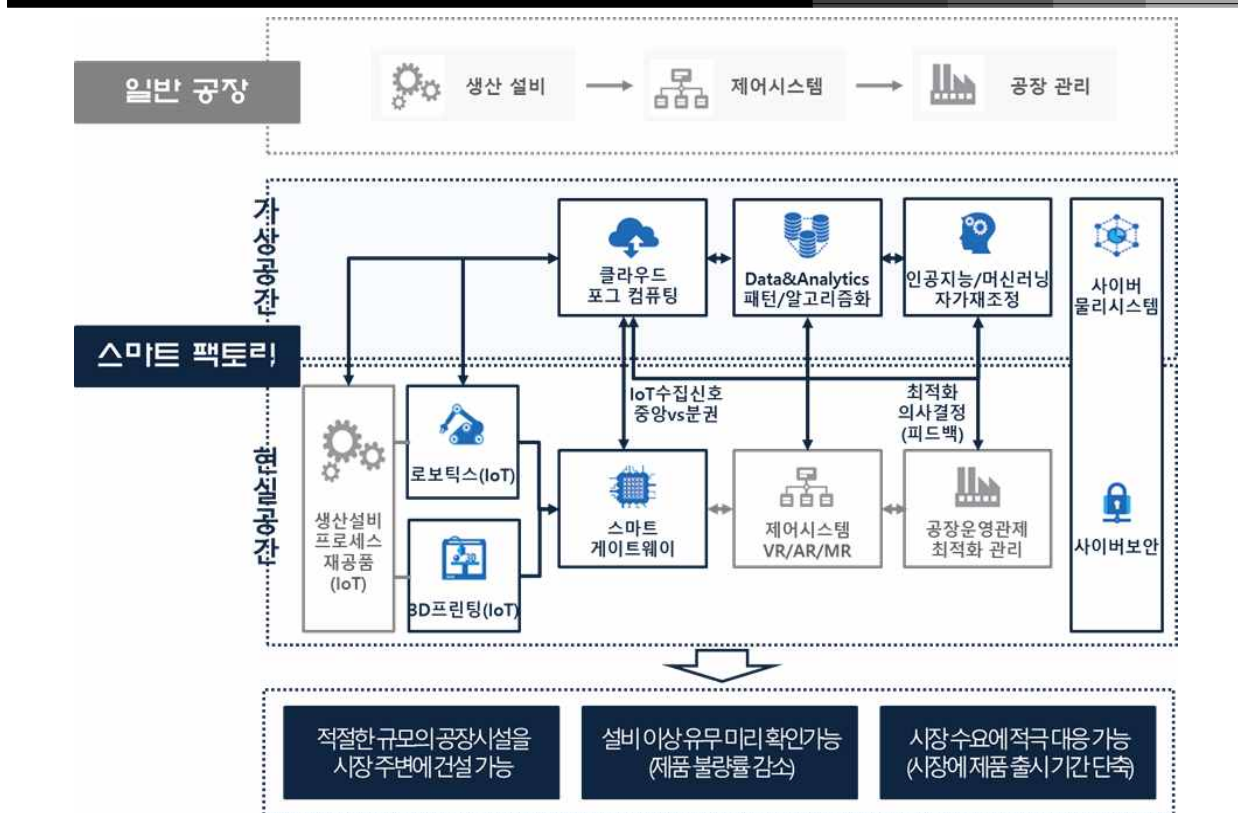 일반 공장
생산 설비
제어시스템
공장 관리
가상공간
스마트 팩토리
현실공간
클라우드
포그 컴퓨팅
Data&Analytics
패턴/알고리즘화
인공지능/머신러닝
자가재조정
사이버
물리시스템
IoT수집신호
중앙vs분권
최적화
의사결정
(피드백)
생산설비
프로세스
재공품
(IoT)
로보틱스(IoT)
3D프린팅(IoT)
스마트
게이트웨이
제어시스템
VR/AR/MR
공장운영관제
최적화 관리
사이버보안
적절한 규모의 공장시설을
시장 주변에 건설 가능
설비 이상 유무 미리 확인가능
(제품 불량률 감소)
시장 수요에 적극 대응 가능
(시장에 제품 출시 기간 단축)